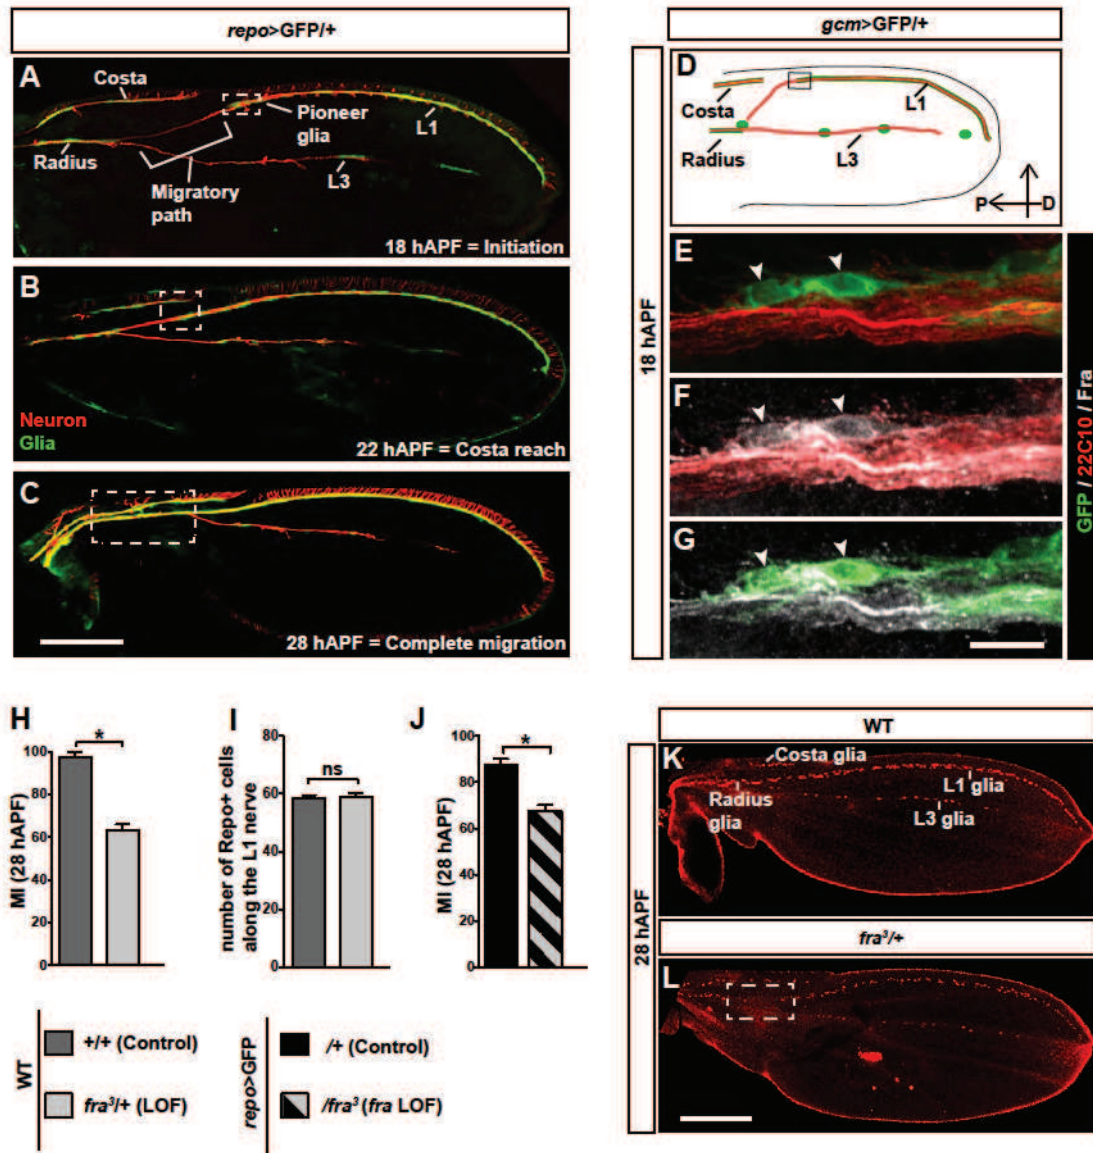 repo>GFP/+
A
Costa
Pioneer
glia
L1
Radius
Migratory
path
L3
18 hAPF = Initiation
B
Neuron
Glia
22 hAPF = Costa reach
C
28 hAPF = Complete migration
gcm>GFP/+
18 hAPF
D
Costa
L1
Radius
L3
P
D
E
F
G
GFP / 22C10 / Fra
H
*
100
80
60
40
20
0
MI (28 hAPF)
I
ns
80
60
40
20
0
number of Repo+ cells
along the L1 nerve
J
*
100
80
60
40
20
0
MI (28 hAPF)
WT
+/+ (Control)
fra³/+ (LOF)
repo>GFP
/+ (Control)
/fra³ (fra LOF)
WT
28 hAPF
K
Costa glia
L1 glia
Radius
glia
L3 glia
fra³/+
L